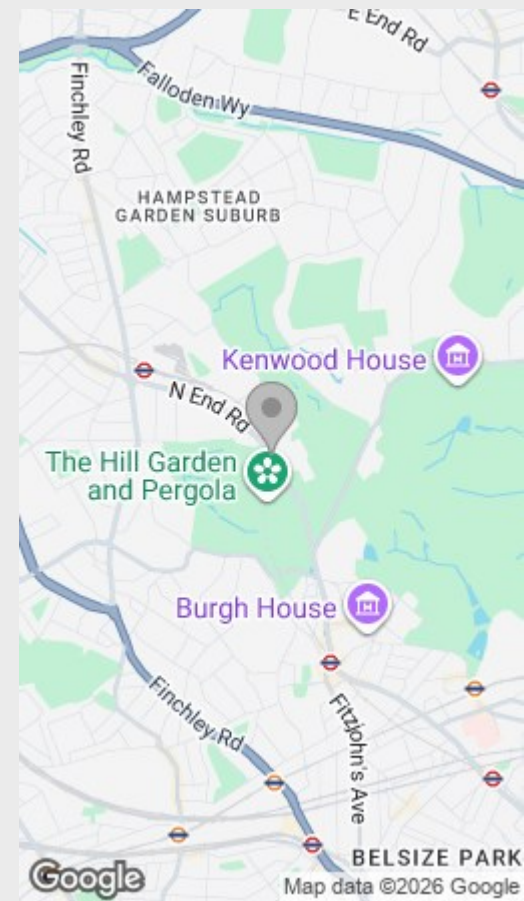 E End Rd
Finchley Rd
Falloden Wy
HAMPSTEAD
GARDEN SUBURB
Kenwood House
N End Rd
The Hill Garden
and Pergola
Burgh House
Finchley Rd
Fitzjohn's Ave
BELSIZE PARK
Google
Map data ©2026 Google